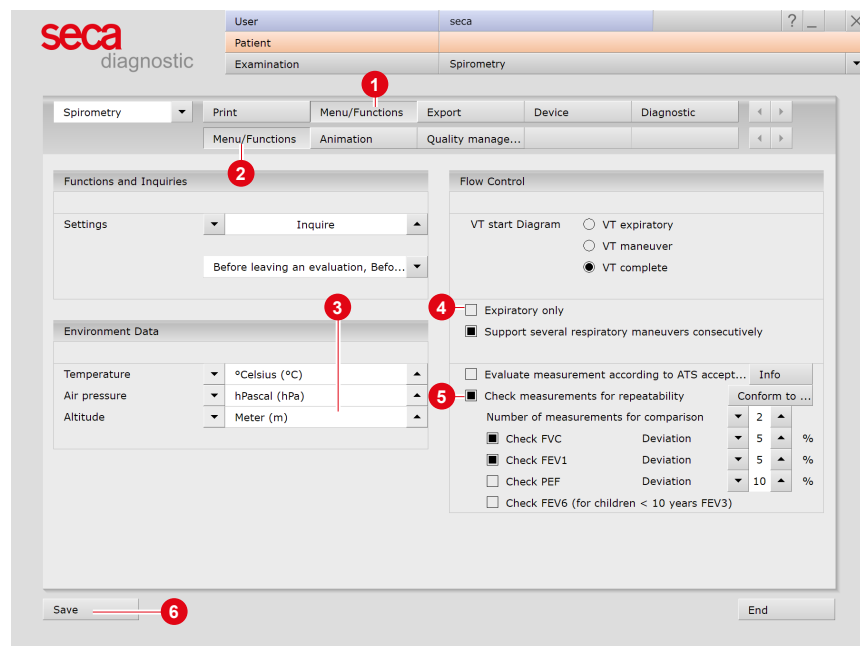 seca
diagnostic
User seca ? _ X
Patient
Examination Spirometry
1
Spirometry Print Menu/Functions Export Device Diagnostic
Menu/Functions Animation Quality manage...
2
Functions and Inquiries Flow Control
Settings Inquire VT start Diagram VT expiratory
VT maneuver
Before leaving an evaluation, Befo... VT complete
3 4 Expiratory only
Environment Data Support several respiratory maneuvers consecutively
Temperature °Celsius (°C) Evaluate measurement according to ATS accept... Info
Air pressure hPascal (hPa) 5 Check measurements for repeatability Conform to ...
Altitude Meter (m) Number of measurements for comparison 2
Check FVC Deviation 5 %
Check FEV1 Deviation 5 %
Check PEF Deviation 10 %
Check FEV6 (for children < 10 years FEV3)
Save 6 End